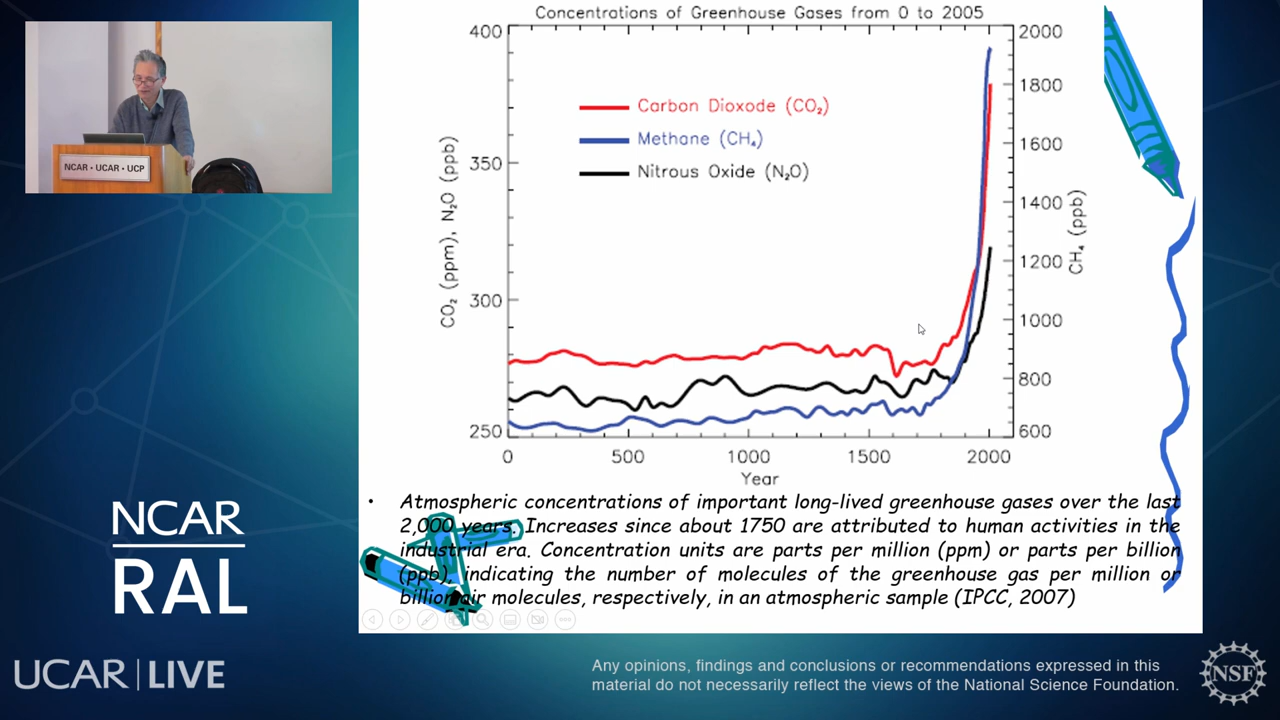 Concentrations of Greenhouse Gases from 0 to 2005
400
350
300
250
CO₂ (ppm), N₂O (ppb)
Carbon Dioxode (CO₂)
Methane (CH₄)
Nitrous Oxide (N₂O)
2000
1800
1600
1400
1200
1000
800
600
CH₄ (ppb)
0
500
1000
1500
2000
Year
• Atmospheric concentrations of important long-lived greenhouse gases over the last
2,000 years. Increases since about 1750 are attributed to human activities in the
industrial era. Concentration units are parts per million (ppm) or parts per billion
(ppb), indicating the number of molecules of the greenhouse gas per million or
billion air molecules, respectively, in an atmospheric sample (IPCC, 2007)
NCAR • UCAR • UCP
NCAR
RAL
UCAR | LIVE
Any opinions, findings and conclusions or recommendations expressed in this
material do not necessarily reflect the views of the National Science Foundation.
NSF